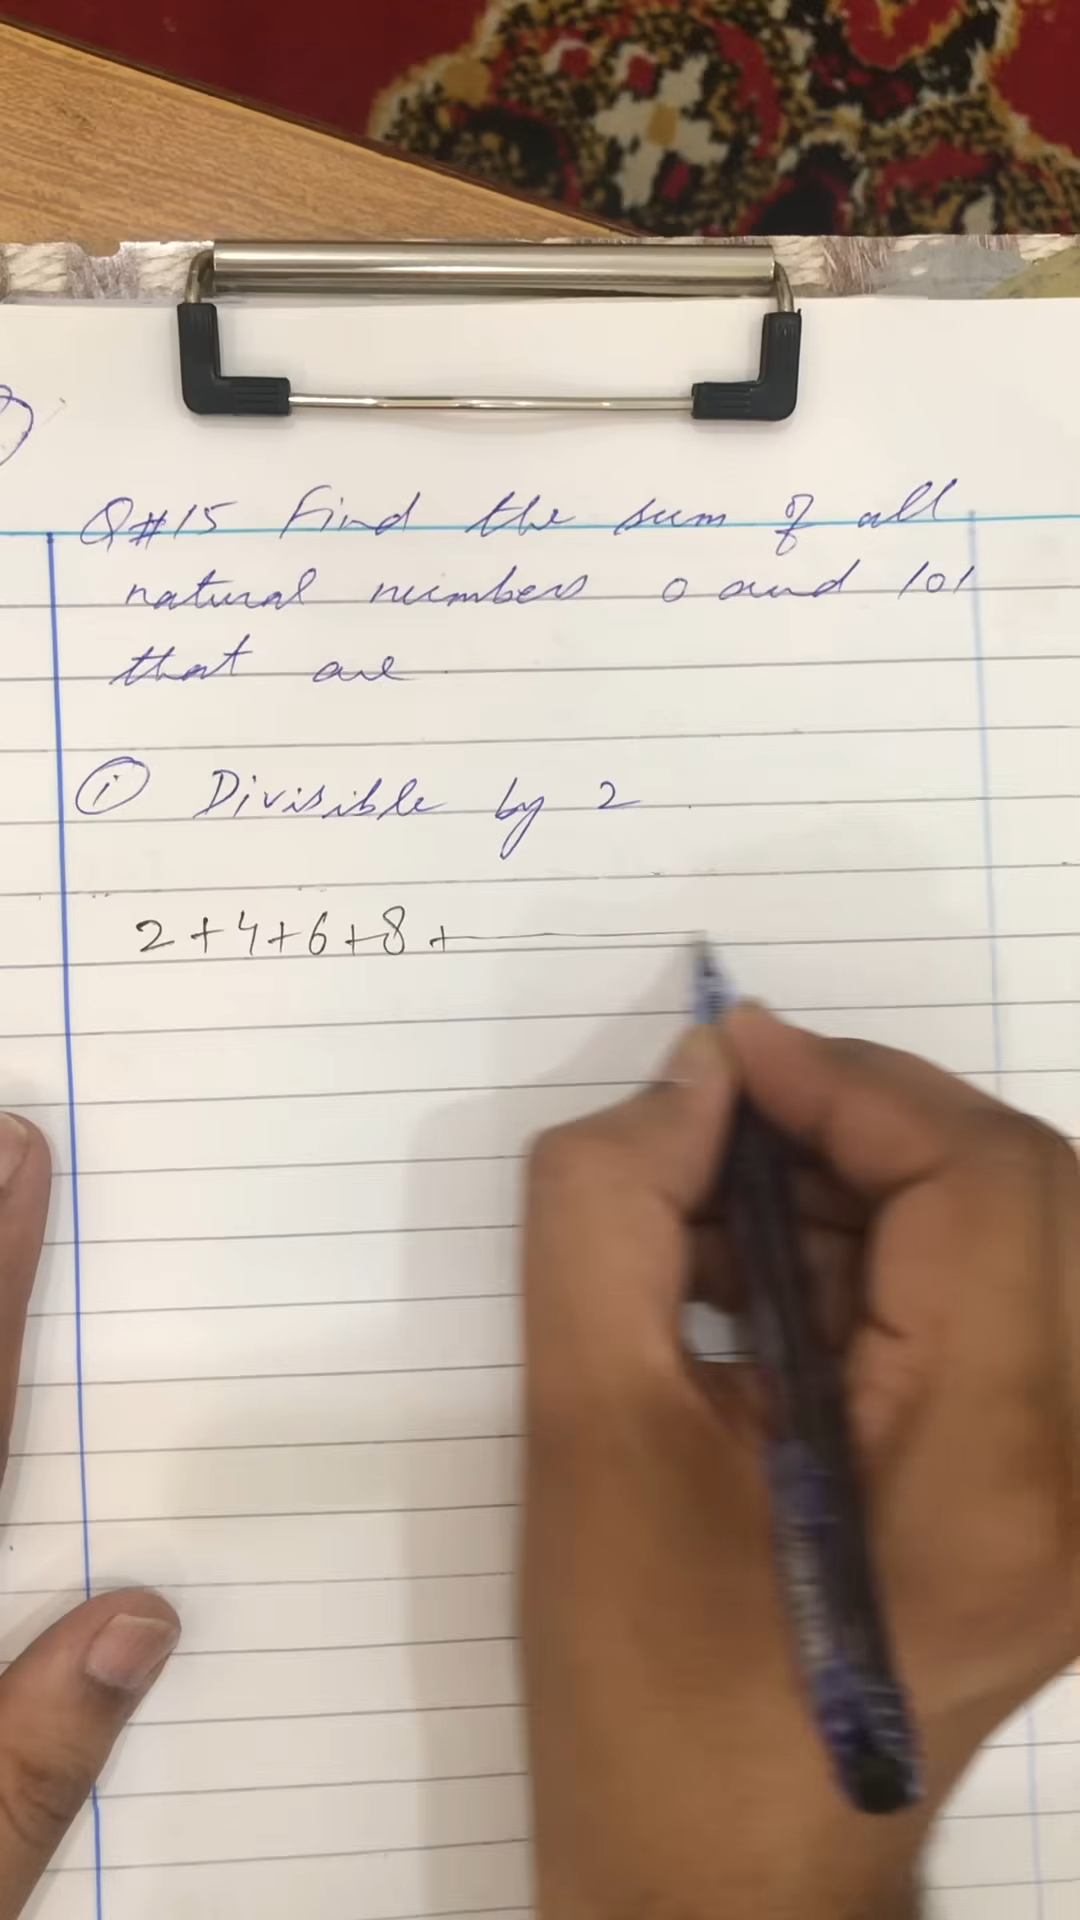 Q#15 Find the sum of all
natural numbers 0 and 101
that are
(i) Divisible by 2
2+4+6+8+